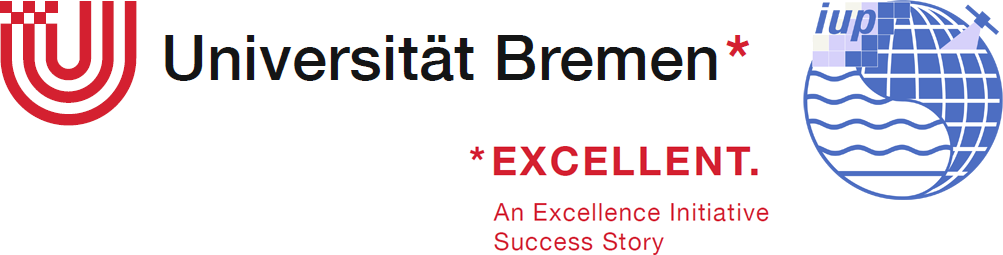 Universität Bremen*
iup
*EXCELLENT.
An Excellence Initiative
Success Story